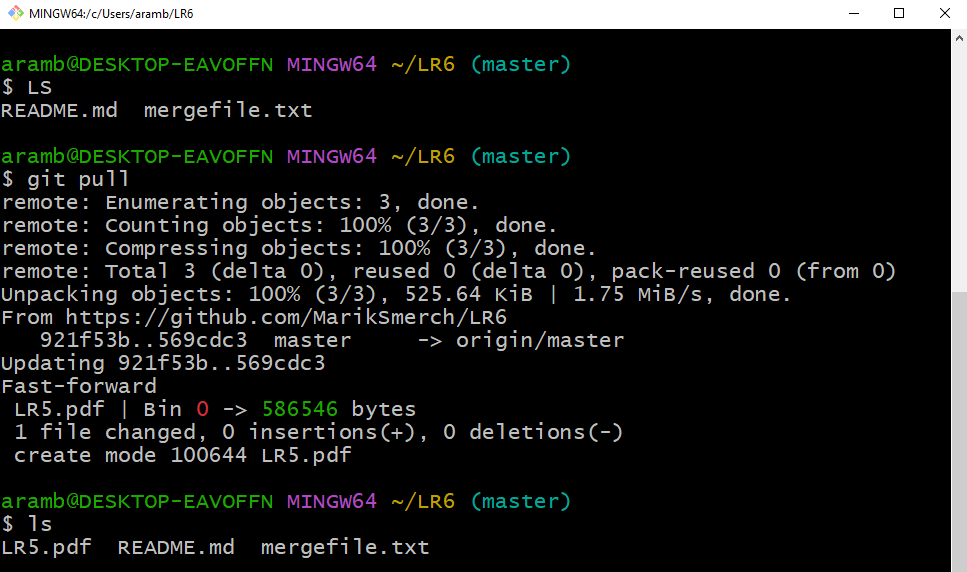 MINGW64:/c/Users/aramb/LR6
aramb@DESKTOP-EAVOFFN MINGW64 ~/LR6 (master)
$ LS
README.md  mergefile.txt
aramb@DESKTOP-EAVOFFN MINGW64 ~/LR6 (master)
$ git pull
remote: Enumerating objects: 3, done.
remote: Counting objects: 100% (3/3), done.
remote: Compressing objects: 100% (3/3), done.
remote: Total 3 (delta 0), reused 0 (delta 0), pack-reused 0 (from 0)
Unpacking objects: 100% (3/3), 525.64 KiB | 1.75 MiB/s, done.
From https://github.com/MarikSmerch/LR6
   921f53b..569cdc3  master     -> origin/master
Updating 921f53b..569cdc3
Fast-forward
 LR5.pdf | Bin 0 -> 586546 bytes
 1 file changed, 0 insertions(+), 0 deletions(-)
 create mode 100644 LR5.pdf
aramb@DESKTOP-EAVOFFN MINGW64 ~/LR6 (master)
$ ls
LR5.pdf  README.md  mergefile.txt